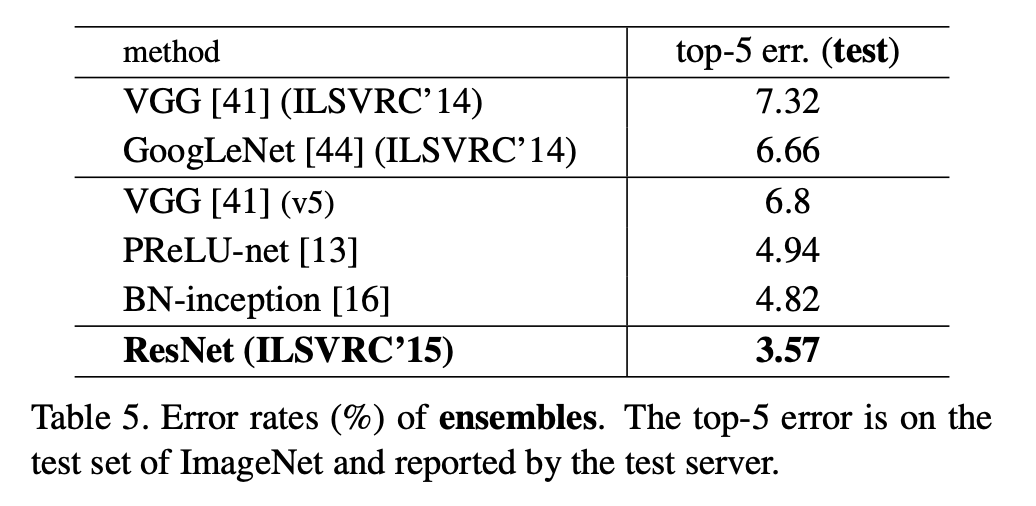 method top-5 err. (test)
VGG [41] (ILSVRC’14) 7.32
GoogLeNet [44] (ILSVRC’14) 6.66
VGG [41] (v5) 6.8
PReLU-net [13] 4.94
BN-inception [16] 4.82
ResNet (ILSVRC’15) 3.57
Table 5. Error rates (%) of ensembles. The top-5 error is on the
test set of ImageNet and reported by the test server.